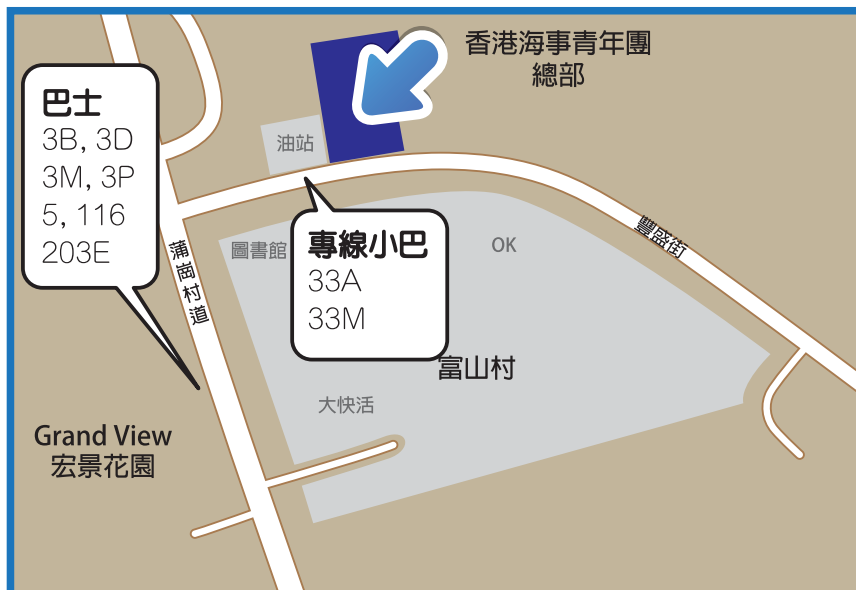 香港海事青年團
總部
巴士
3B, 3D
3M, 3P
5, 116
203E
油站
圖書館
專線小巴
33A
33M
OK
豐盛街
蒲崗村道
富山村
大快活
Grand View
宏景花園